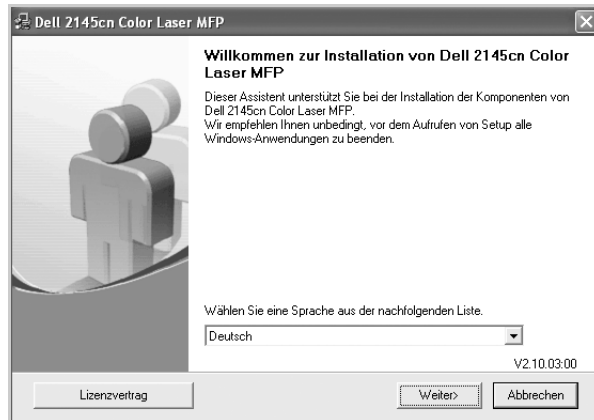 Dell 2145cn Color Laser MFP
Willkommen zur Installation von Dell 2145cn Color
Laser MFP
Dieser Assistent unterstützt Sie bei der Installation der Komponenten von
Dell 2145cn Color Laser MFP.
Wir empfehlen Ihnen unbedingt, vor dem Aufrufen von Setup alle
Windows-Anwendungen zu beenden.
Wählen Sie eine Sprache aus der nachfolgenden Liste.
Deutsch
V2.10.03:00
Lizenzvertrag
Weiter>
Abbrechen